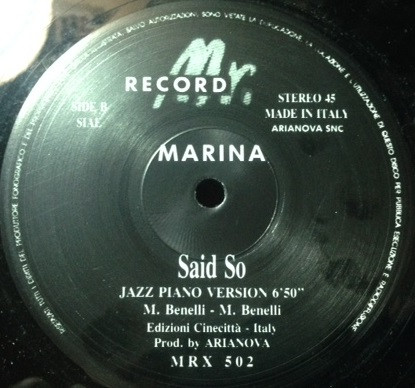 Mr.
RECORD
SIDE B
SIAE
STEREO 45
MADE IN ITALY
ARIANOVA SNC
MARINA
Said So
JAZZ PIANO VERSION 6'50"
M. Benelli - M. Benelli
Edizioni Cinecittà - Italy
Prod. by ARIANOVA
MRX 502